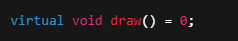 virtual void draw() = 0;